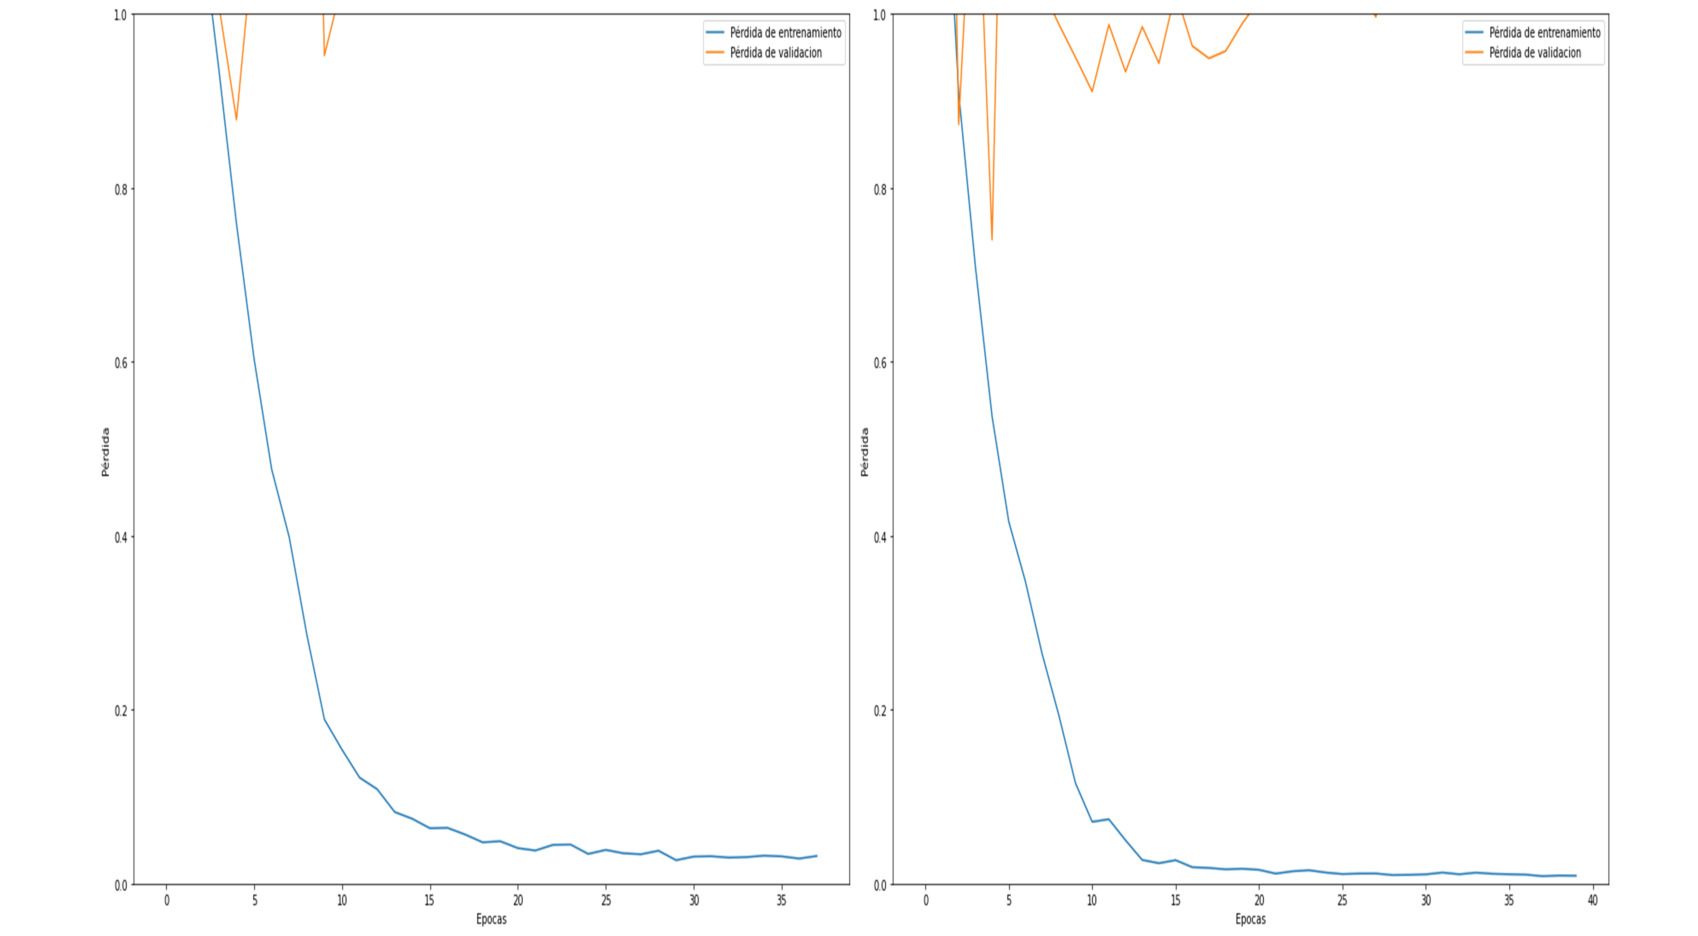 1.0
0.8
0.6
0.4
0.2
0.0
Pérdida
0 5 10 15 20 25 30 35
Epocas
Pérdida de entrenamiento
Pérdida de validacion
1.0
0.8
0.6
0.4
0.2
0.0
Pérdida
0 5 10 15 20 25 30 35 40
Epocas
Pérdida de entrenamiento
Pérdida de validacion